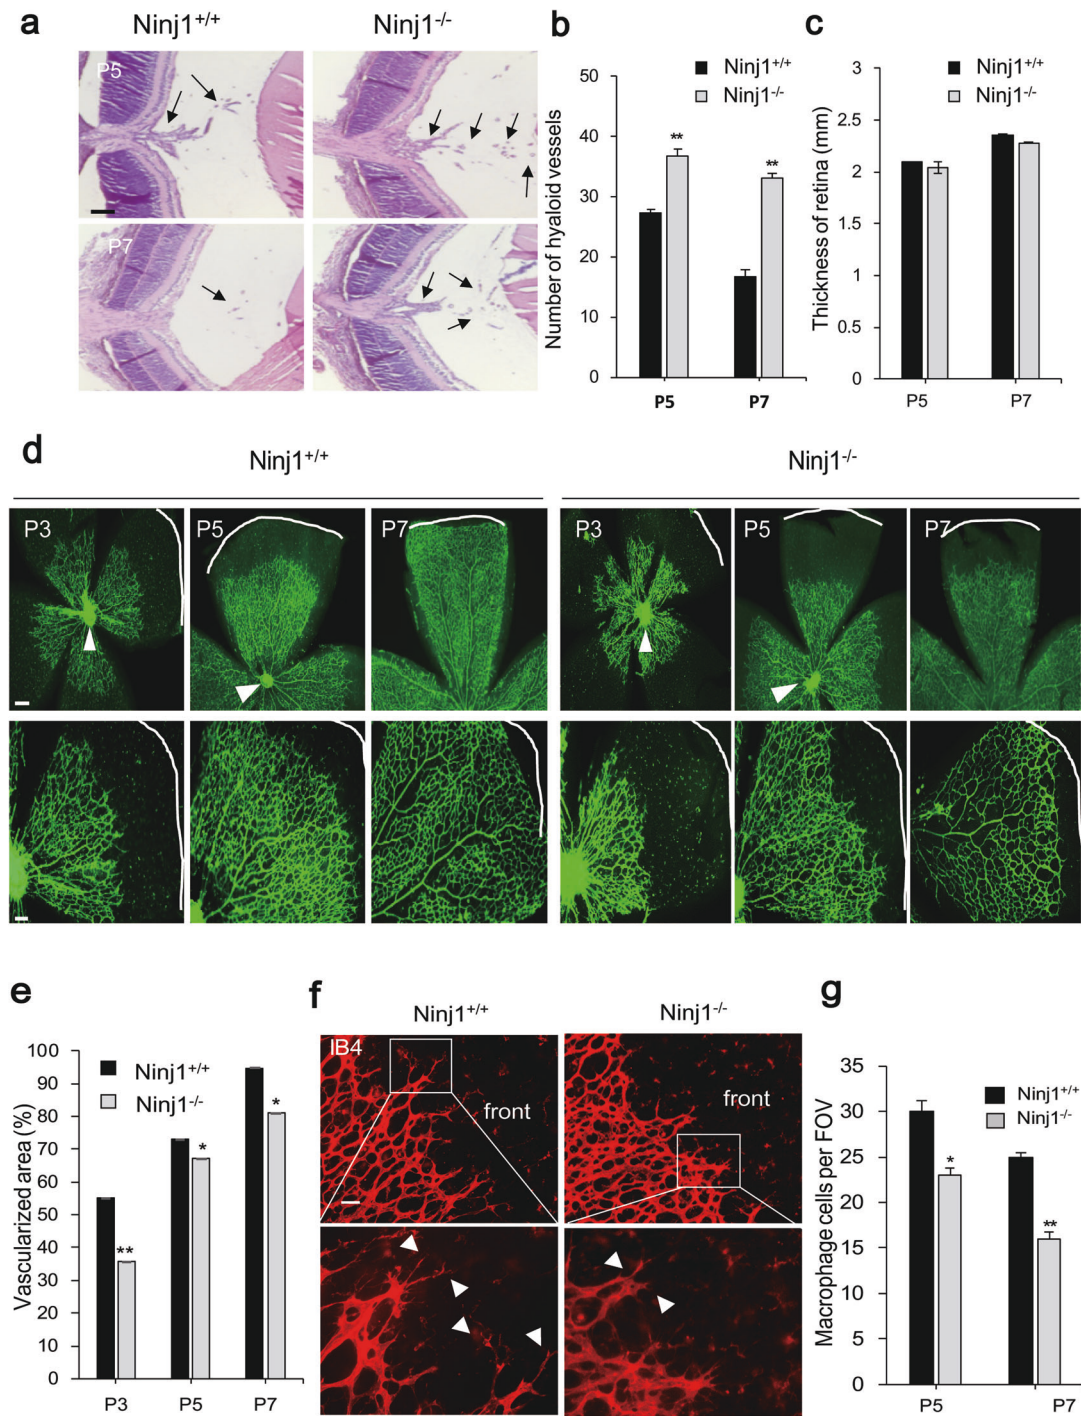 a
Ninj1+/+
Ninj1-/-
P5
P7
b
50
40
30
20
10
0
Number of hyaloid vessels
Ninj1+/+
Ninj1-/-
**
**
P5
P7
c
3
2.5
2
1.5
1
0.5
0
Thickness of retina (mm)
Ninj1+/+
Ninj1-/-
P5
P7
d
Ninj1+/+
Ninj1-/-
P3
P5
P7
P3
P5
P7
e
100
90
80
70
60
50
40
30
20
10
0
Vascularized area (%)
Ninj1+/+
Ninj1-/-
**
*
*
P3
P5
P7
f
Ninj1+/+
Ninj1-/-
IB4
front
front
g
35
30
25
20
15
10
5
0
Macrophage cells per FOV
Ninj1+/+
Ninj1-/-
*
**
P5
P7